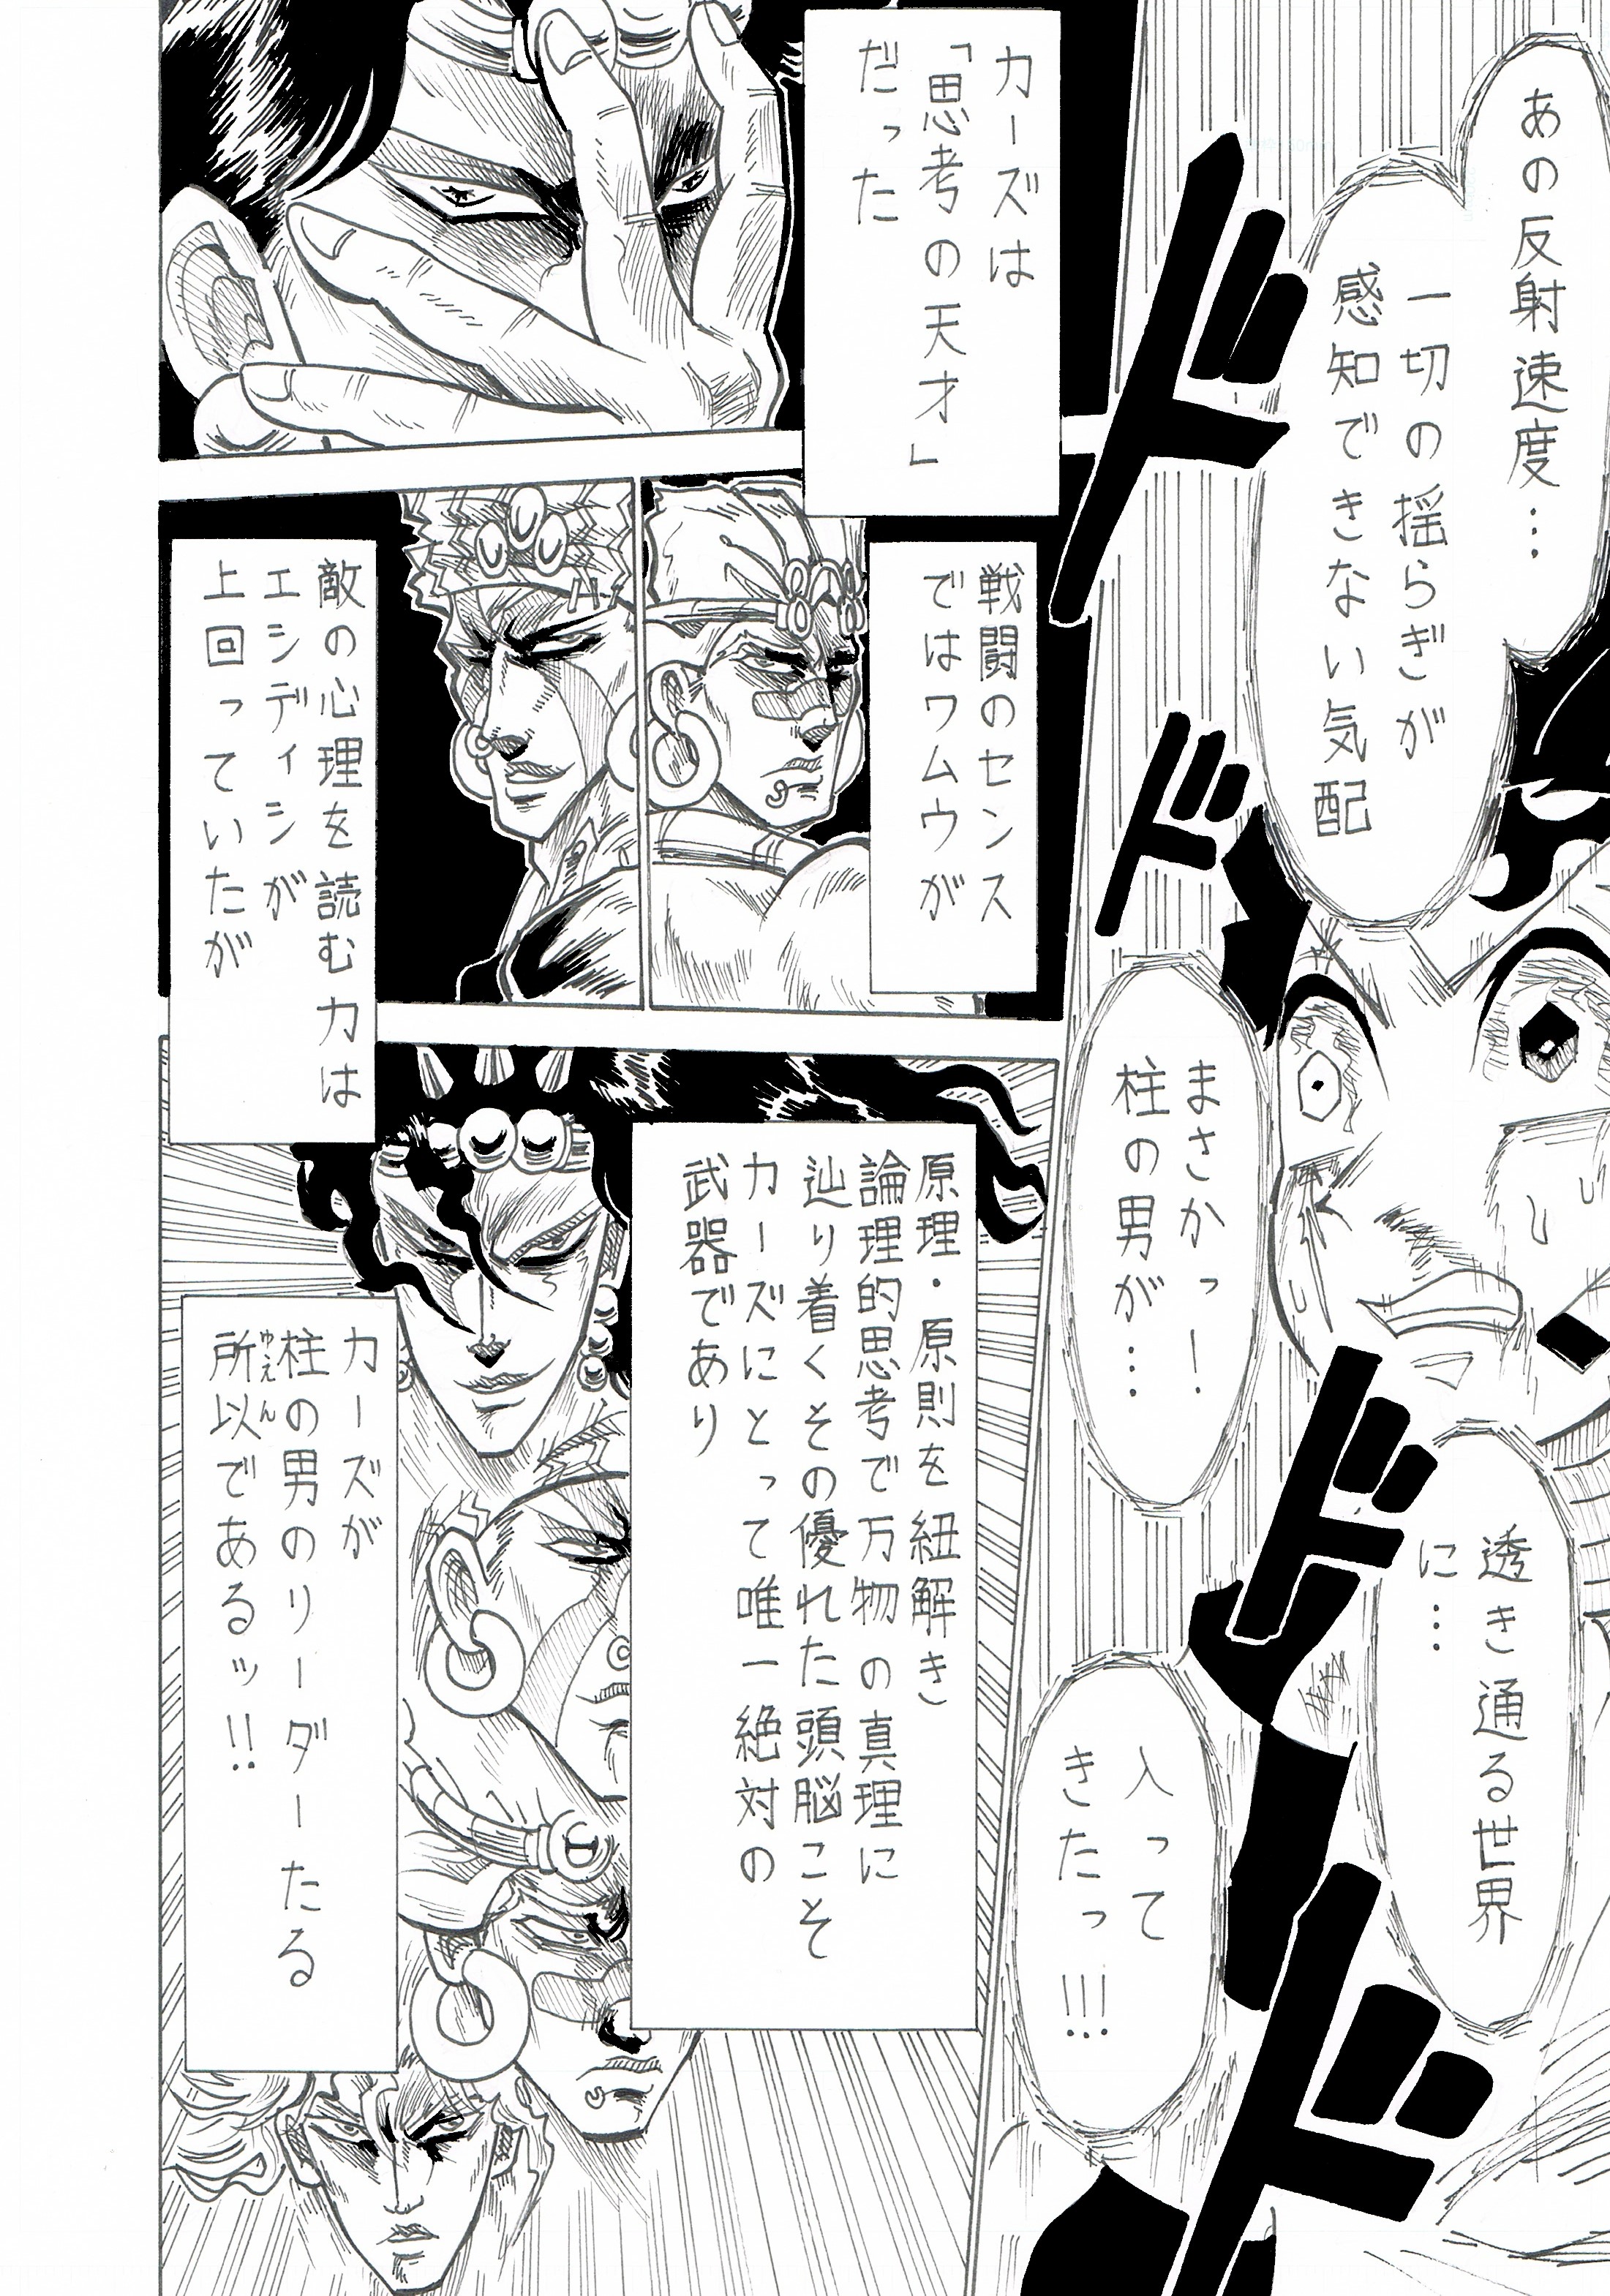 あの反射速度…
一切の揺らぎが
感知できない気配
まさかっー!
柱の男が…
透き通る世界
に…
入って
きたっ!!!
ド
ド
ド
ド
カーズは
「思考の天才」
だった
戦闘のセンス
ではワムウが
敵の心理を読む力は
エシディシが
上回っていたが
原理・原則を紐解き
論理的思考で万物の真理に
辿り着くその優れた頭脳こそ
カーズにとって唯一絶対の
武器であり
カーズが
柱の男のリーダーたる
所以であるッ!!
ゆえん